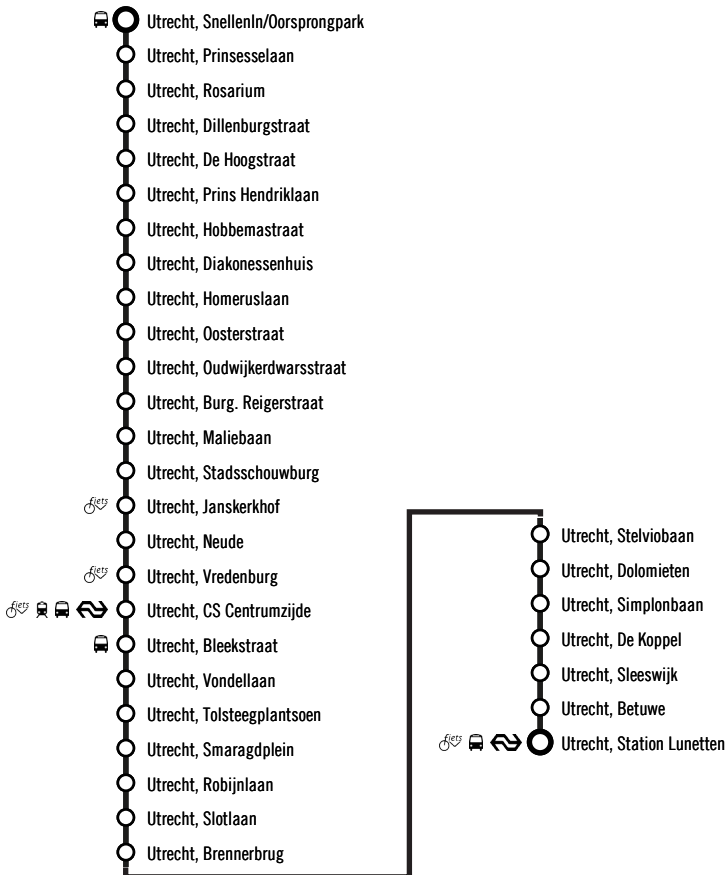 Utrecht, Snellenln/Oorsprongpark
Utrecht, Prinsesselaan
Utrecht, Rosarium
Utrecht, Dillenburgstraat
Utrecht, De Hoogstraat
Utrecht, Prins Hendriklaan
Utrecht, Hobbemastraat
Utrecht, Diakonessenhuis
Utrecht, Homeruslaan
Utrecht, Oosterstraat
Utrecht, Oudwijkerdwarsstraat
Utrecht, Burg. Reigerstraat
Utrecht, Maliebaan
Utrecht, Stadsschouwburg
fiets Utrecht, Janskerkhof
Utrecht, Neude
fiets Utrecht, Vredenburg
fiets Utrecht, CS Centrumzijde
Utrecht, Bleekstraat
Utrecht, Vondellaan
Utrecht, Tolsteegplantsoen
Utrecht, Smaragdplein
Utrecht, Robijnlaan
Utrecht, Slotlaan
Utrecht, Brennerbrug
Utrecht, Stelviobaan
Utrecht, Dolomieten
Utrecht, Simplonbaan
Utrecht, De Koppel
Utrecht, Sleeswijk
Utrecht, Betuwe
fiets Utrecht, Station Lunetten